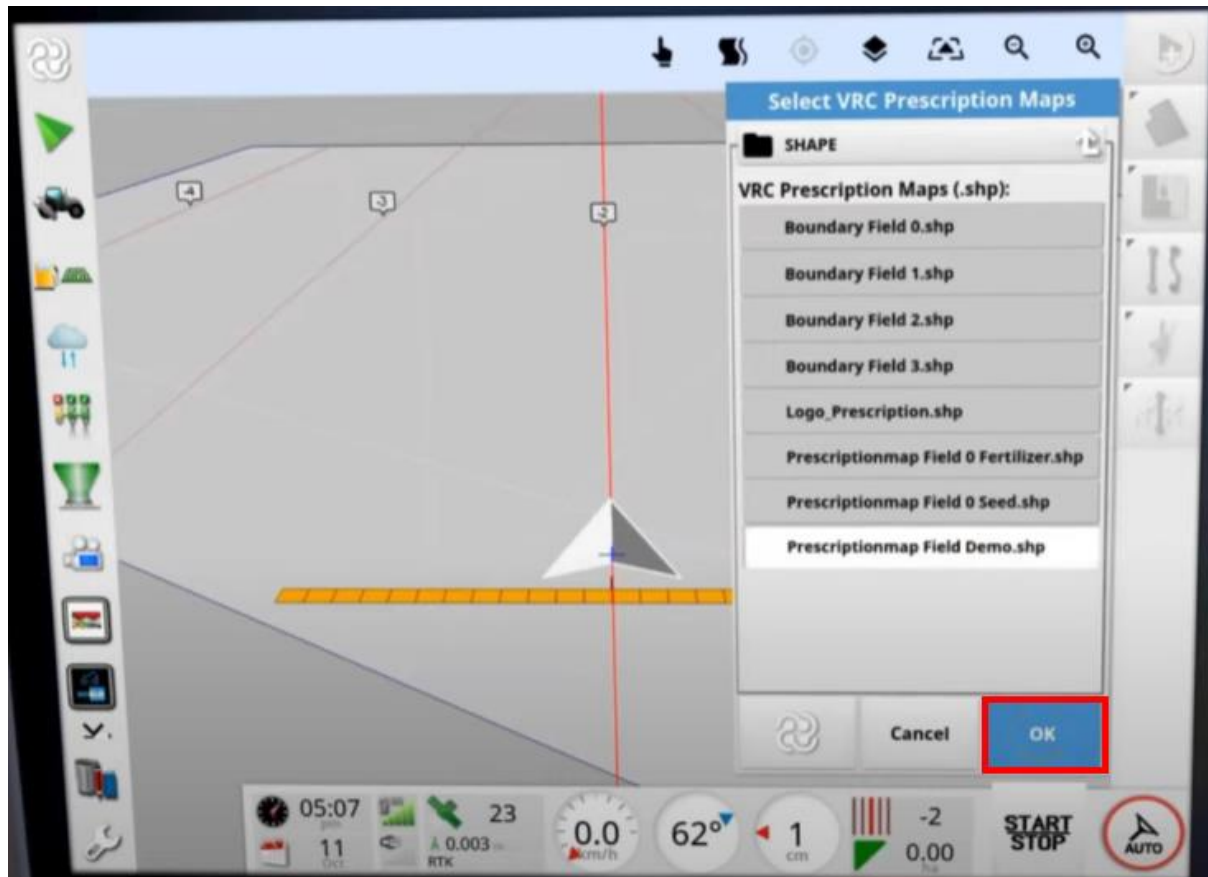 Select VRC Prescription Maps
SHAPE
VRC Prescription Maps (.shp):
Boundary Field 0.shp
Boundary Field 1.shp
Boundary Field 2.shp
Boundary Field 3.shp
Logo_Prescription.shp
Prescriptionmap Field 0 Fertilizer.shp
Prescriptionmap Field 0 Seed.shp
Prescriptionmap Field Demo.shp
Cancel
OK
-4
-3
-2
05:07
pm
11
Oct
23
0.003
RTK
0.0
km/h
62°
1
cm
-2
0.00
ha
START
STOP
AUTO